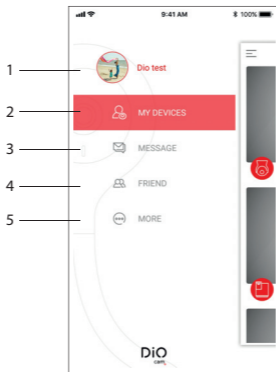 9:41 AM
100%
1
Dio test
2
MY DEVICES
3
MESSAGE
4
FRIEND
5
MORE
DiO
cam